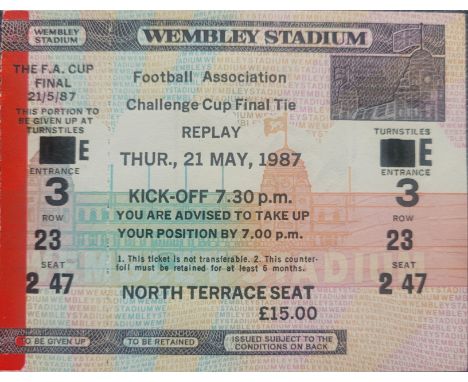 WEMBLEY
STADIUM
THE F.A. CUP
FINAL
21/5/87
THIS PORTION TO
BE GIVEN UP AT
TURNSTILES
E
ENTRANCE
3
ROW
23
SEAT
2 47
TO BE GIVEN UP
WEMBLEY STADIUM
Football Association
Challenge Cup Final Tie
REPLAY
THUR., 21 MAY, 1987
KICK-OFF 7.30 p.m.
YOU ARE ADVISED TO TAKE UP
YOUR POSITION BY 7.00 p.m.
1. This ticket is not transferable. 2. This counter-
foil must be retained for at least 6 months.
NORTH TERRACE SEAT
£15.00
TO BE RETAINED
ISSUED SUBJECT TO THE
CONDITIONS ON BACK
TURNSTILES
E
ENTRANCE
3
ROW
23
SEAT
2 47